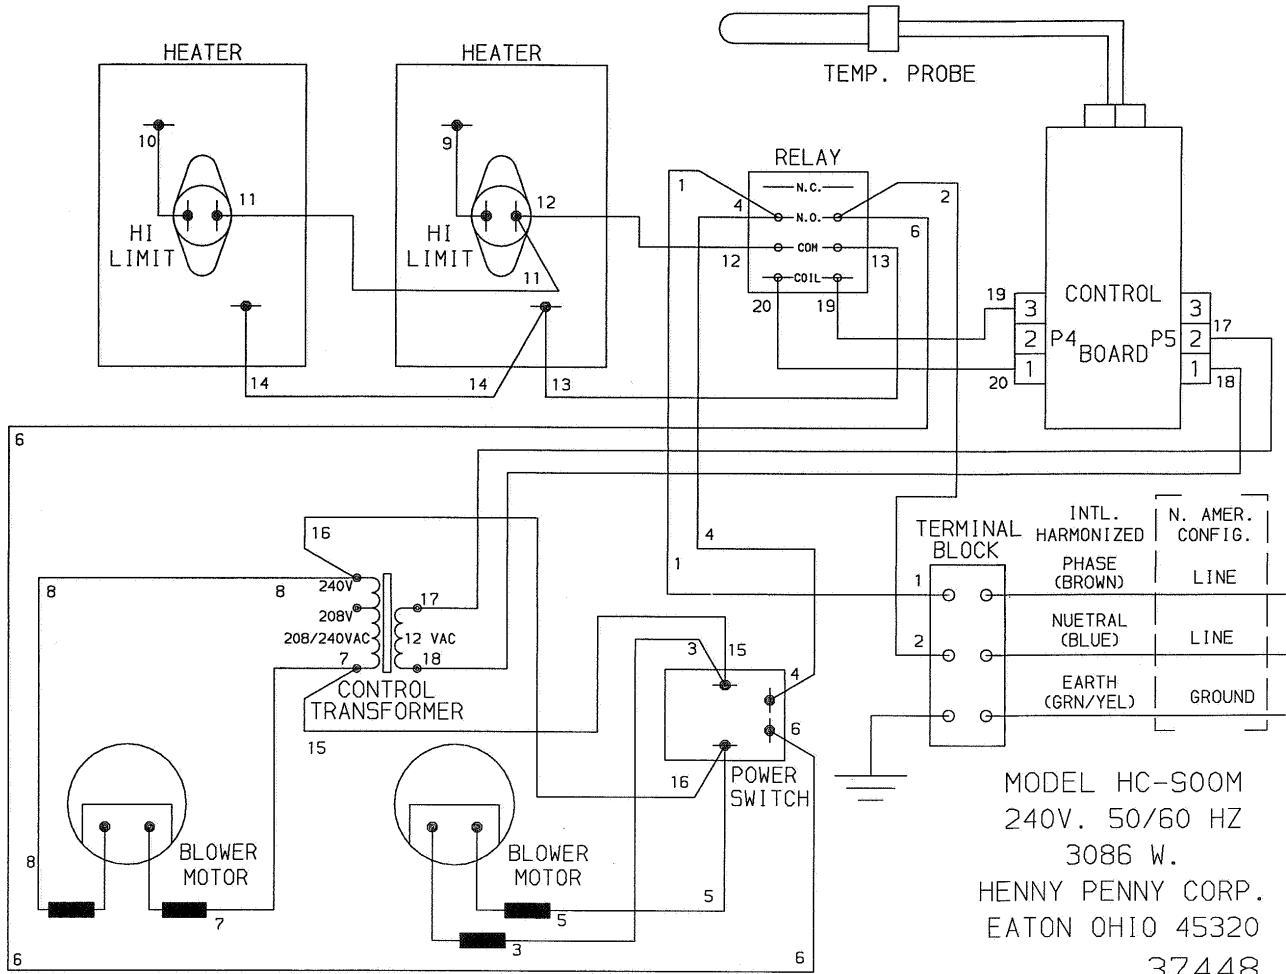 HEATER
HEATER
TEMP. PROBE
10
9
RELAY
1
N.C.
2
11
12
4
N.O.
6
HI
LIMIT
HI
LIMIT
12
COM
13
11
COIL
20
19
19
3
CONTROL
3
17
2
P4
P5
2
BOARD
20
1
1
18
14
14
13
6
16
4
1
TERMINAL
BLOCK
INTL.
HARMONIZED
N. AMER.
CONFIG.
8
8
240V
17
1
PHASE
(BROWN)
LINE
208V
208/240VAC
12 VAC
2
NUETRAL
(BLUE)
LINE
7
18
3
15
4
CONTROL
TRANSFORMER
EARTH
(GRN/YEL)
GROUND
15
6
16
POWER
SWITCH
MODEL HC-900M
240V. 50/60 HZ
3086 W.
HENNY PENNY CORP.
EATON OHIO 45320
37448
8
BLOWER
MOTOR
BLOWER
MOTOR
7
5
5
3
6
6